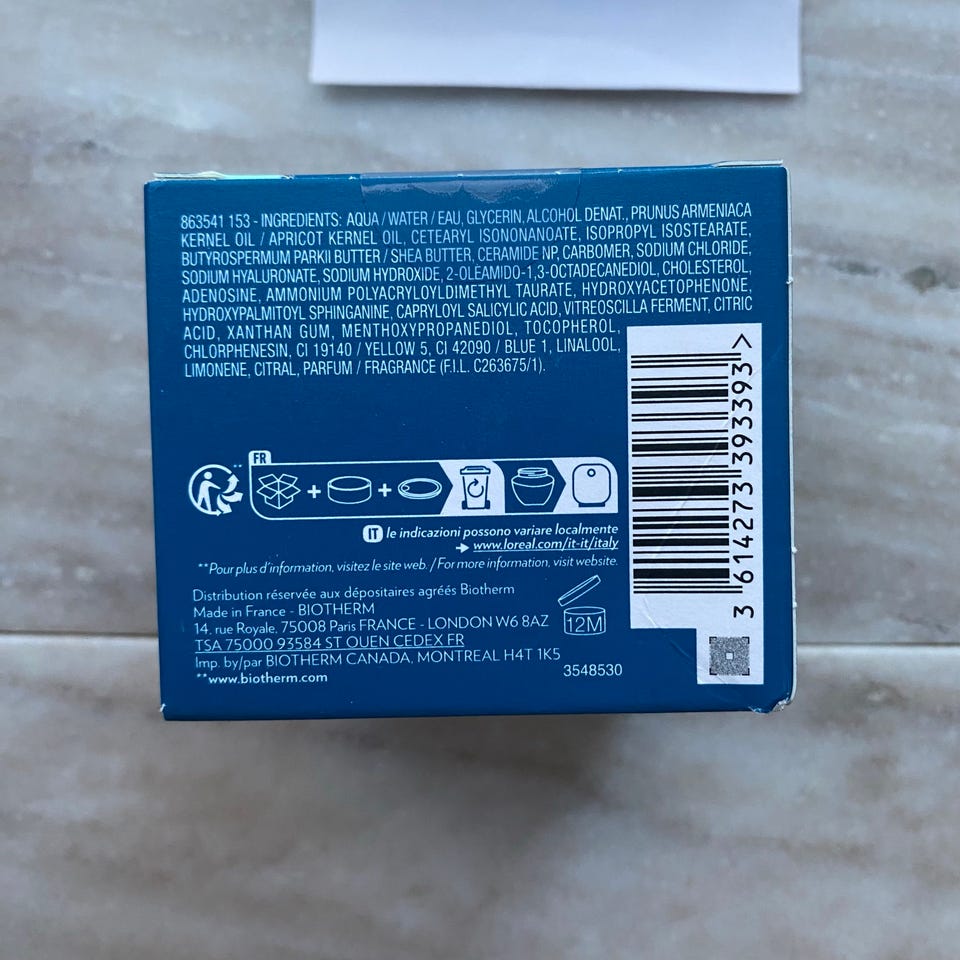 863541 153 - INGREDIENTS: AQUA / WATER / EAU, GLYCERIN, ALCOHOL DENAT., PRUNUS ARMENIACA
KERNEL OIL / APRICOT KERNEL OIL, CETEARYL ISONONANOATE, ISOPROPYL ISOSTEARATE,
BUTYROSPERMUM PARKII BUTTER / SHEA BUTTER, CERAMIDE NP, CARBOMER, SODIUM CHLORIDE,
SODIUM HYALURONATE, SODIUM HYDROXIDE, 2-OLEAMIDO-1,3-OCTADECANEDIOL, CHOLESTEROL,
ADENOSINE, AMMONIUM POLYACRYLOYLDIMETHYL TAURATE, HYDROXYACETOPHENONE,
HYDROXYPALMITOYL SPHINGANINE, CAPRYLOYL SALICYLIC ACID, VITREOSCILLA FERMENT, CITRIC
ACID, XANTHAN GUM, MENTHOXYPROPANEDIOL, TOCOPHEROL,
CHLORPHENESIN, CI 19140 / YELLOW 5, CI 42090 / BLUE 1, LINALOOL,
LIMONENE, CITRAL, PARFUM / FRAGRANCE (F.I.L. C263675/1).
** FR
+ +
IT le indicazioni possono variare localmente
www.loreal.com/it-it/italy
**Pour plus d'information, visitez le site web. / For more information, visit website.
Distribution réservée aux dépositaires agréés Biotherm
Made in France - BIOTHERM
14, rue Royale, 75008 Paris FRANCE - LONDON W6 8AZ
TSA 75000 93584 ST OUEN CEDEX FR
Imp. by/par BIOTHERM CANADA, MONTREAL H4T 1K5
**www.biotherm.com
12M
3548530
3 614273 393393 >